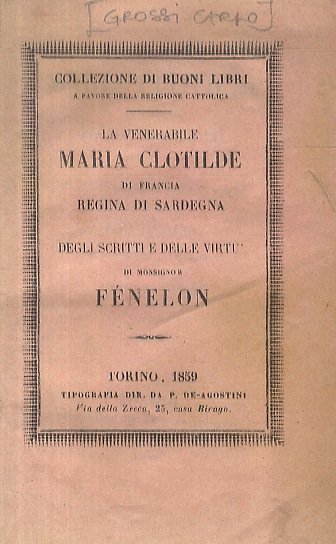 [GROSSI CARLO]
COLLEZIONE DI BUONI LIBRI
A FAVORE DELLA RELIGIONE CATTOLICA
LA VENERABILE
MARIA CLOTILDE
DI FRANCIA
REGINA DI SARDEGNA
DEGLI SCRITTI E DELLE VIRTU'
DI MONSIGNOR
FÉNELON
TORINO, 1859
TIPOGRAFIA DIR. DA P. DE-AGOSTINI
Via della Zecca, 25, casa Birago.